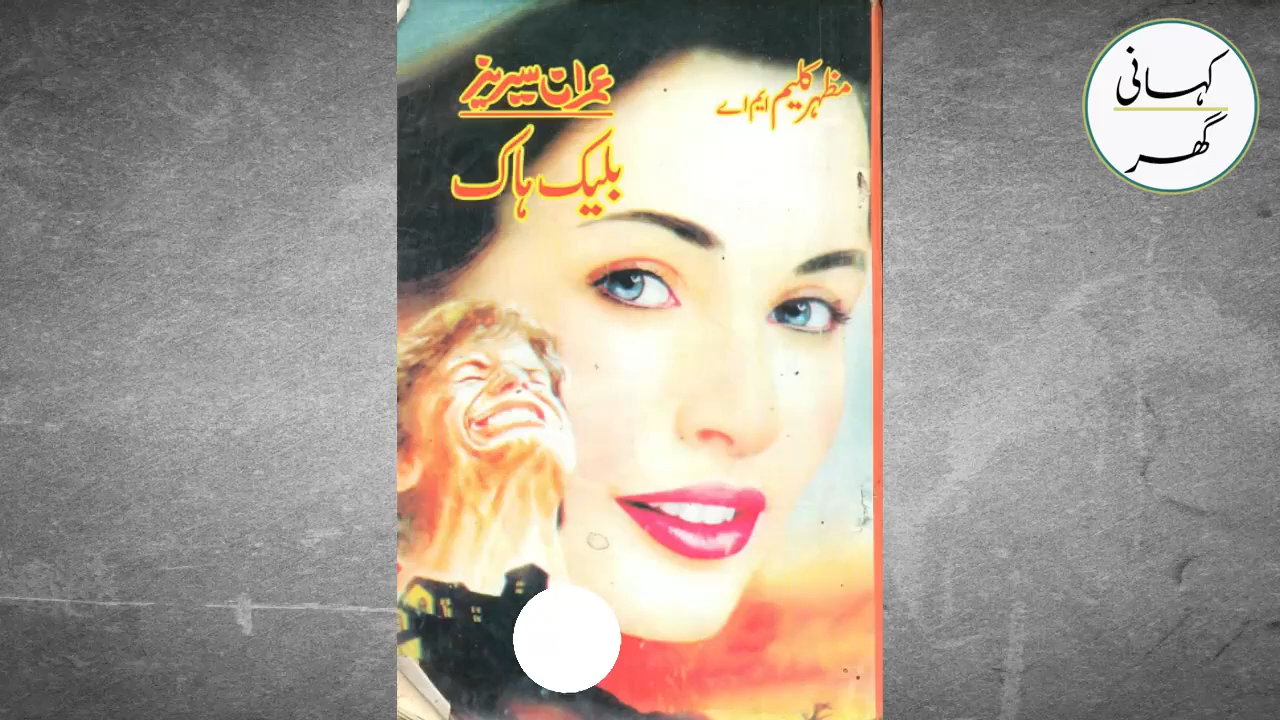 عمران سیریز
مظہر کلیم ایم اے
بلیک ہاک
کہانی
گھر